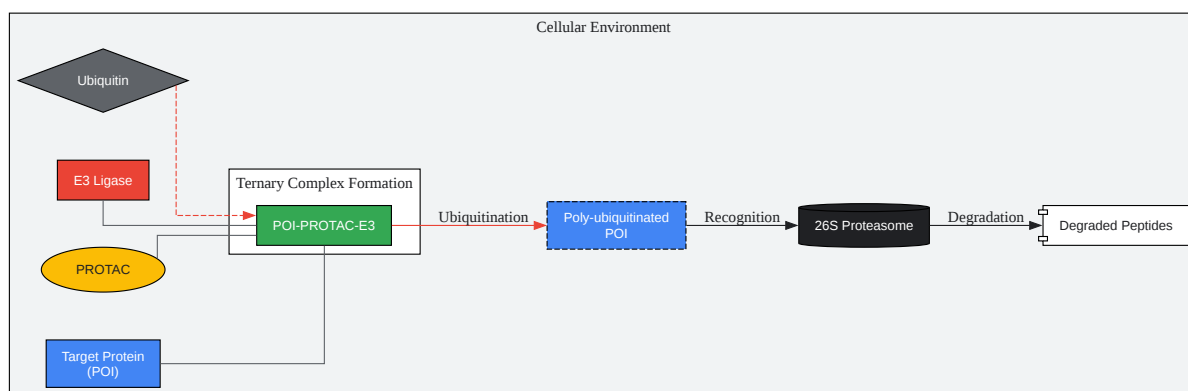 Cellular Environment
Ubiquitin
E3 Ligase
Ternary Complex Formation
POI-PROTAC-E3
Ubiquitination
Poly-ubiquitinated
POI
Recognition
26S Proteasome
Degradation
Degraded Peptides
PROTAC
Target Protein
(POI)